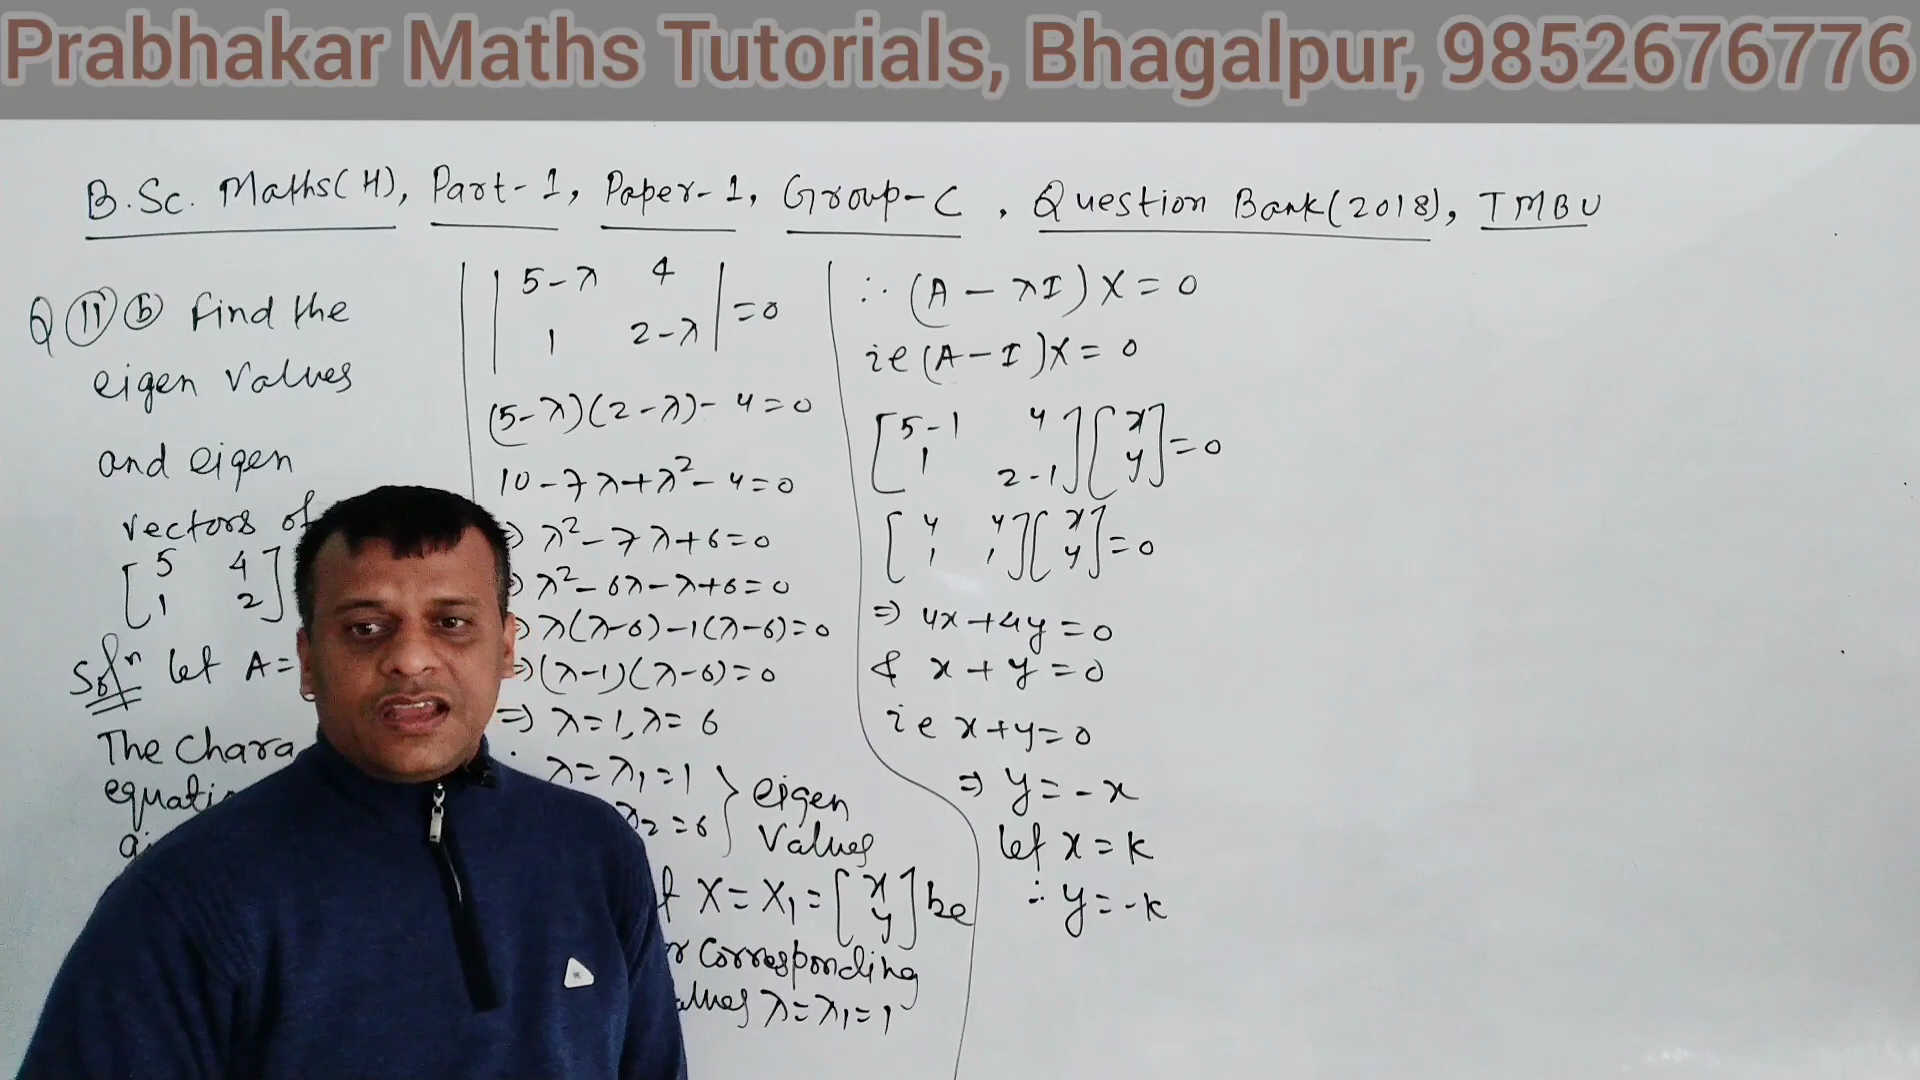 Prabhakar Maths Tutorials, Bhagalpur, 9852676776
B.Sc. Maths(H), Part-1, Paper-1, Group-C, Question Bank(2018), TMBU
Q 11 b Find the
eigen values
and eigen
vectors of
[5 4
1 2]
Solⁿ let A=
The
5-λ 4
1 2-λ =0
(5-λ)(2-λ)-4=0
10-7λ+λ²-4=0
λ²-7λ+6=0
λ²-6λ-λ+6=0
λ(λ-6)-1(λ-6)=0
⇒(λ-1)(λ-6)=0
⇒ λ=1, λ=6
λ=λ₁=1
λ₂=6 } eigen
values
X=X₁=[x
y] be
corresponding
λ=λ₁=1
∴ (A-λI)X=0
ie (A-I)X=0
[5-1 4
1 2-1][x
y]=0
[4 4
1 1][x
y]=0
⇒ 4x+4y=0
& x+y=0
ie x+y=0
⇒ y=-x
let x=k
∴ y=-k